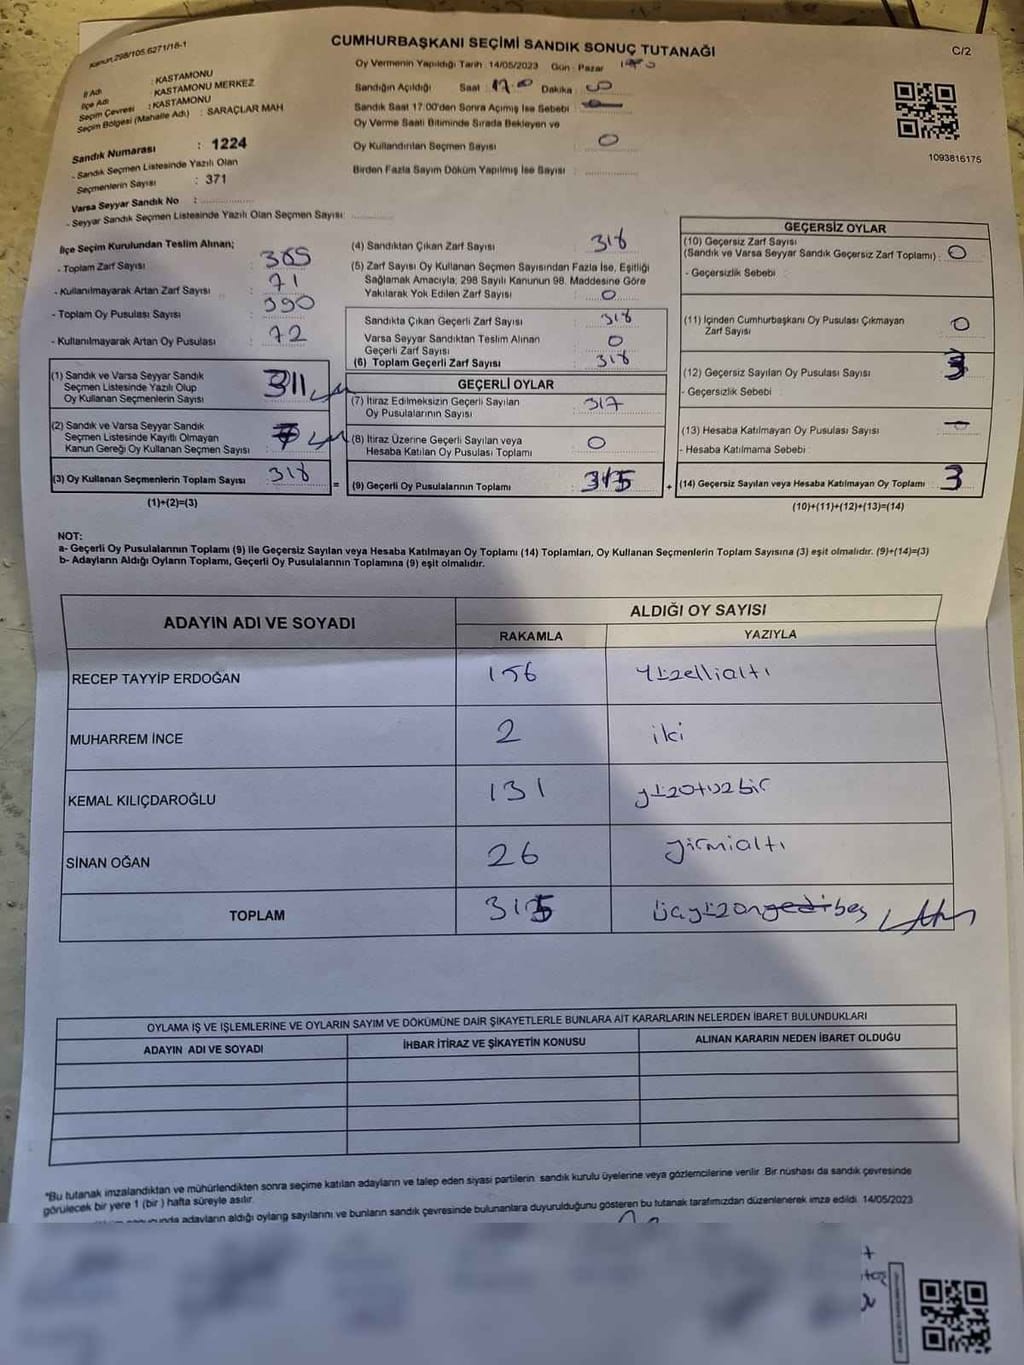 Kanun 298/105.6271/18-1
CUMHURBAŞKANI SEÇİMİ SANDIK SONUÇ TUTANAĞI
C/2
İl Adı : KASTAMONU
İlçe Adı : KASTAMONU MERKEZ
Seçim Çevresi : KASTAMONU
Seçim Bölgesi (Mahalle Adı) : SARAÇLAR MAH
Sandık Numarası : 1224
- Sandık Seçmen Listesinde Yazılı Olan
Seçmenlerin Sayısı : 371
Varsa Seyyar Sandık No :
- Seyyar Sandık Seçmen Listesinde Yazılı Olan Seçmen Sayısı:
Oy Vermenin Yapıldığı Tarih : 14/05/2023 Gün : Pazar
Sandığın Açıldığı Saat : 17.00 Dakika :
Sandık Saat 17:00'den Sonra Açımış İse Sebebi :
Oy Verme Saati Bitiminde Sırada Bekleyen ve
Oy Kullandırılan Seçmen Sayısı : 0
Birden Fazla Sayım Döküm Yapılmış İse Sayısı :
1093816175
İlçe Seçim Kurulundan Teslim Alınan;
- Toplam Zarf Sayısı : 385
- Kullanılmayarak Artan Zarf Sayısı : 71
- Toplam Oy Pusulası Sayısı : 390
- Kullanılmayarak Artan Oy Pusulası : 72
(1) Sandık ve Varsa Seyyar Sandık
Seçmen Listesinde Yazılı Olup
Oy Kullanan Seçmenlerin Sayısı : 311
(2) Sandık ve Varsa Seyyar Sandık
Seçmen Listesinde Kayıtlı Olmayan
Kanun Gereği Oy Kullanan Seçmen Sayısı : 7
(3) Oy Kullanan Seçmenlerin Toplam Sayısı : 318
(1)+(2)=(3)
=
(4) Sandıktan Çıkan Zarf Sayısı : 318
(5) Zarf Sayısı Oy Kullanan Seçmen Sayısından Fazla İse, Eşitliği
Sağlamak Amacıyla; 298 Sayılı Kanunun 98. Maddesine Göre
Yakılarak Yok Edilen Zarf Sayısı : 0
Sandıkta Çıkan Geçerli Zarf Sayısı : 318
Varsa Seyyar Sandıktan Teslim Alınan
Geçerli Zarf Sayısı : 0
(6) Toplam Geçerli Zarf Sayısı : 318
GEÇERLİ OYLAR
(7) İtiraz Edilmeksizin Geçerli Sayılan
Oy Pusulalarının Sayısı : 317
(8) İtiraz Üzerine Geçerli Sayılan veya
Hesaba Katılan Oy Pusulası Toplamı : 0
(9) Geçerli Oy Pusulalarının Toplamı : 315
+
GEÇERSİZ OYLAR
(10) Geçersiz Zarf Sayısı
(Sandık ve Varsa Seyyar Sandık Geçersiz Zarf Toplamı) : 0
- Geçersizlik Sebebi :
(11) İçinden Cumhurbaşkanı Oy Pusulası Çıkmayan
Zarf Sayısı : 0
(12) Geçersiz Sayılan Oy Pusulası Sayısı : 3
- Geçersizlik Sebebi :
(13) Hesaba Katılmayan Oy Pusulası Sayısı :
- Hesaba Katılmama Sebebi :
(14) Geçersiz Sayılan veya Hesaba Katılmayan Oy Toplamı : 3
(10)+(11)+(12)+(13)=(14)
NOT:
a- Geçerli Oy Pusulalarının Toplamı (9) ile Geçersiz Sayılan veya Hesaba Katılmayan Oy Toplamı (14) Toplamları, Oy Kullanan Seçmenlerin Toplam Sayısına (3) eşit olmalıdır. (9)+(14)=(3)
b- Adayların Aldığı Oyların Toplamı, Geçerli Oy Pusulalarının Toplamına (9) eşit olmalıdır.
ADAYIN ADI VE SOYADI
ALDIĞI OY SAYISI
RAKAMLA YAZIYLA
RECEP TAYYİP ERDOĞAN 156 Yüzellialtı
MUHARREM İNCE 2 iki
KEMAL KILIÇDAROĞLU 131 yüzotuzbir
SİNAN OĞAN 26 yirmialtı
TOPLAM 315 Üçyüzonyedibeş
OYLAMA İŞ VE İŞLEMLERİNE VE OYLARIN SAYIM VE DÖKÜMÜNE DAİR ŞİKAYETLERLE BUNLARA AİT KARARLARIN NELERDEN İBARET BULUNDUKLARI
ADAYIN ADI VE SOYADI İHBAR İTİRAZ VE ŞİKAYETİN KONUSU ALINAN KARARIN NEDEN İBARET OLDUĞU
*Bu tutanak imzalandıktan ve mühürlendikten sonra seçime katılan adayların ve talep eden siyasi partilerin sandık kurulu üyelerine veya gözlemcilerine verilir. Bir nüshası da sandık çevresinde
görülecek bir yere 1 (bir ) hafta süreyle asılır.
adayların aldığı oyların sayılarını ve bunların sandık çevresinde bulunanlara duyurulduğunu gösteren bu tutanak tarafımızdan düzenlenerek imza edildi. 14/05/2023